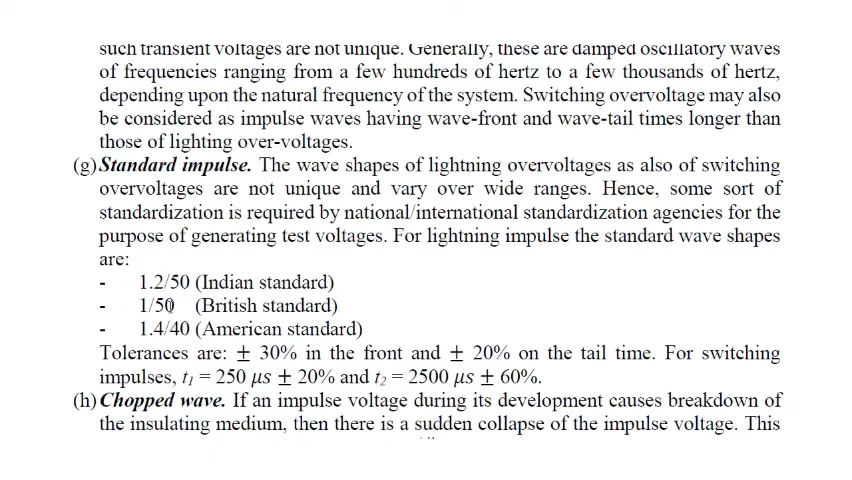 such transient voltages are not unique. Generally, these are damped oscillatory waves
of frequencies ranging from a few hundreds of hertz to a few thousands of hertz,
depending upon the natural frequency of the system. Switching overvoltage may also
be considered as impulse waves having wave-front and wave-tail times longer than
those of lighting over-voltages.
(g) Standard impulse. The wave shapes of lightning overvoltages as also of switching
overvoltages are not unique and vary over wide ranges. Hence, some sort of
standardization is required by national/international standardization agencies for the
purpose of generating test voltages. For lightning impulse the standard wave shapes
are:
- 1.2/50 (Indian standard)
- 1/50 (British standard)
- 1.4/40 (American standard)
Tolerances are: ± 30% in the front and ± 20% on the tail time. For switching
impulses, t₁ = 250 μs ± 20% and t₂ = 2500 μs ± 60%.
(h) Chopped wave. If an impulse voltage during its development causes breakdown of
the insulating medium, then there is a sudden collapse of the impulse voltage. This